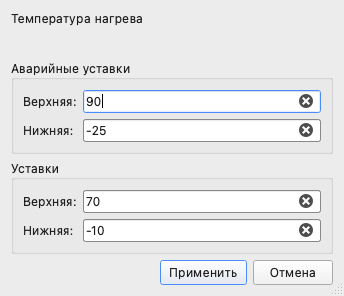 Температура нагрева
Аварийные уставки
Верхняя: 90
Нижняя: -25
Уставки
Верхняя: 70
Нижняя: -10
Применить Отмена